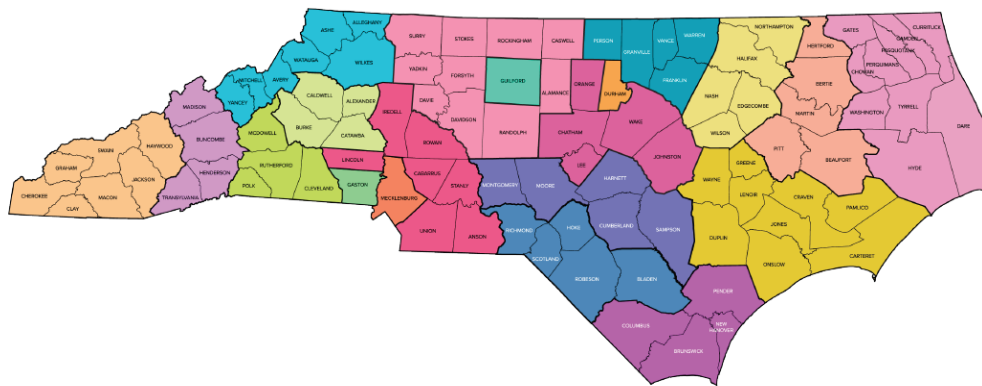 ASHE
ALLEGHANY
SURRY
STOKES
ROCKINGHAM
CASWELL
PERSON
GRANVILLE
VANCE
WARREN
NORTHAMPTON
HERTFORD
GATES
CAMDEN
CURRITUCK
PASQUOTANK
PERQUIMANS
CHOWAN
WATAUGA
WILKES
YADKIN
FORSYTH
GUILFORD
ALAMANCE
ORANGE
DURHAM
FRANKLIN
HALIFAX
BERTIE
MITCHELL
AVERY
YANCEY
CALDWELL
ALEXANDER
IREDELL
DAVIE
DAVIDSON
RANDOLPH
CHATHAM
WAKE
NASH
EDGECOMBE
MARTIN
WASHINGTON
TYRRELL
DARE
MADISON
BUNCOMBE
MCDOWELL
BURKE
CATAWBA
ROWAN
LEE
JOHNSTON
WILSON
PITT
BEAUFORT
HYDE
SWAIN
HAYWOOD
GRAHAM
JACKSON
HENDERSON
RUTHERFORD
LINCOLN
CABARRUS
STANLY
MONTGOMERY
MOORE
HARNETT
WAYNE
GREENE
LENOIR
CRAVEN
PAMLICO
CHEROKEE
CLAY
MACON
TRANSYLVANIA
POLK
CLEVELAND
GASTON
MECKLENBURG
UNION
ANSON
RICHMOND
HOKE
SCOTLAND
CUMBERLAND
SAMPSON
DUPLIN
JONES
ONSLOW
CARTERET
ROBESON
BLADEN
PENDER
COLUMBUS
NEW
HANOVER
BRUNSWICK